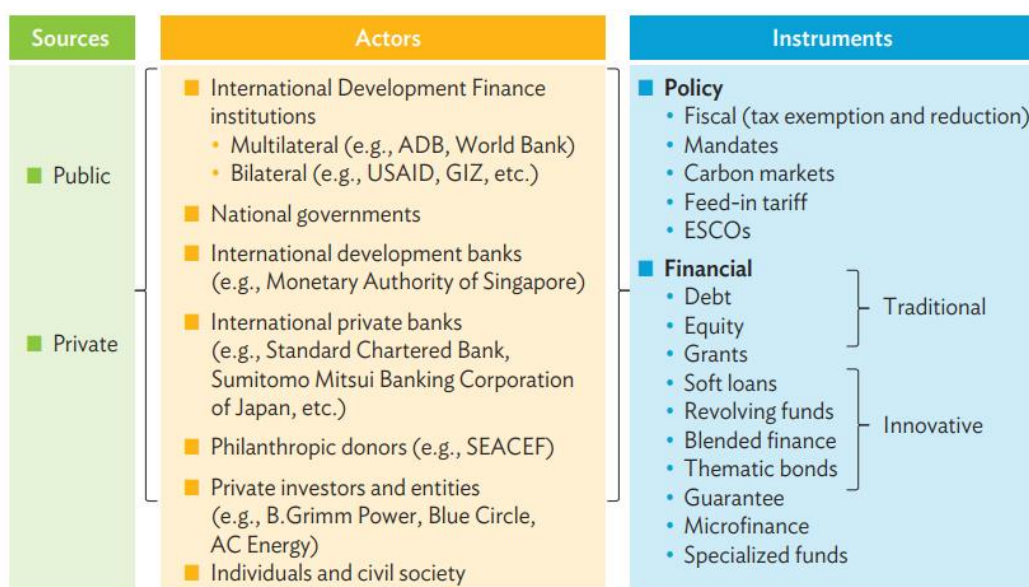 Sources
Actors
Instruments
Public
Private
International Development Finance
institutions
• Multilateral (e.g., ADB, World Bank)
• Bilateral (e.g., USAID, GIZ, etc.)
National governments
International development banks
(e.g., Monetary Authority of Singapore)
International private banks
(e.g., Standard Chartered Bank,
Sumitomo Mitsui Banking Corporation
of Japan, etc.)
Philanthropic donors (e.g., SEACEF)
Private investors and entities
(e.g., B.Grimm Power, Blue Circle,
AC Energy)
Individuals and civil society
Policy
• Fiscal (tax exemption and reduction)
• Mandates
• Carbon markets
• Feed-in tariff
• ESCOs
Financial
• Debt
• Equity
• Grants
Traditional
• Soft loans
• Revolving funds
• Blended finance
• Thematic bonds
Innovative
• Guarantee
• Microfinance
• Specialized funds